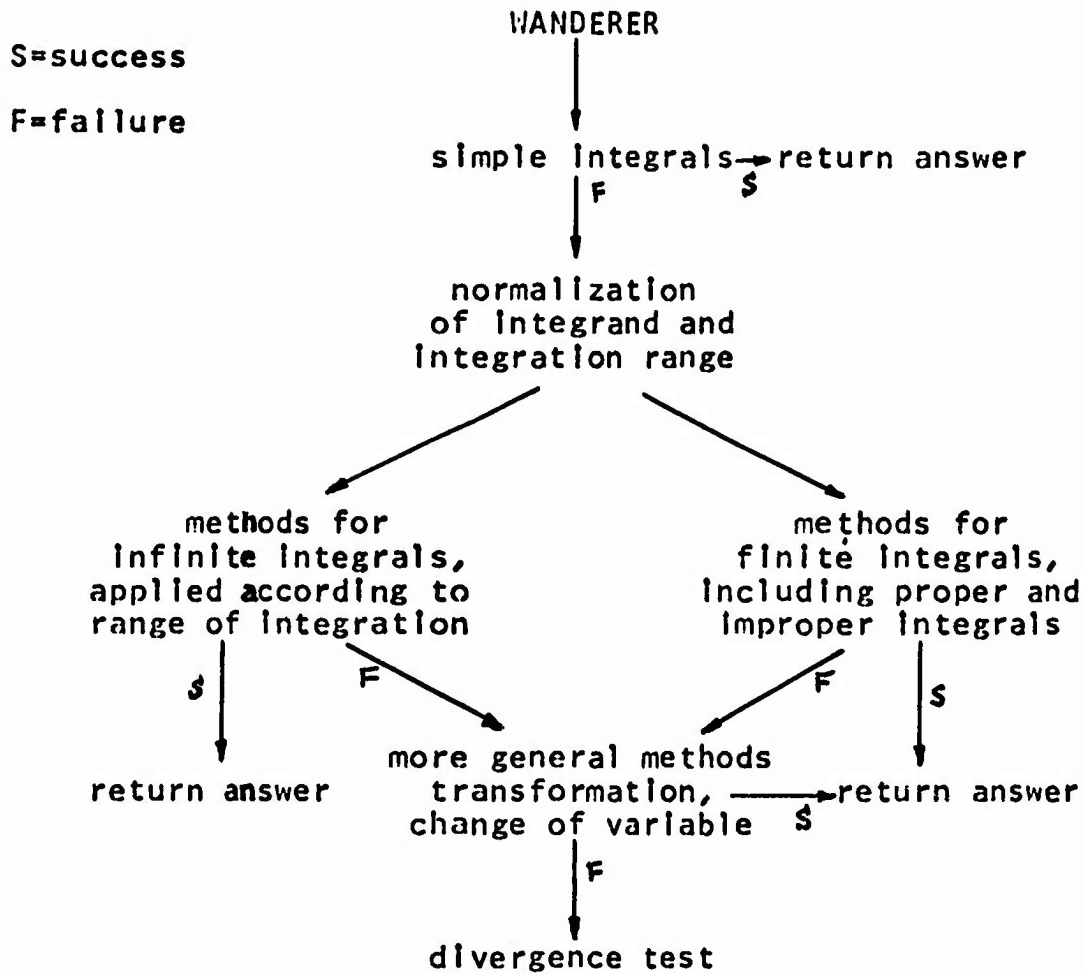 WANDERER
S=success
F=failure
simple integrals
S
return answer
F
normalization
of integrand and
integration range
methods for
infinite integrals,
applied according to
range of integration
methods for
finite integrals,
including proper and
improper integrals
S
F
F
S
more general methods
transformation,
change of variable
return answer
S
return answer
F
divergence test